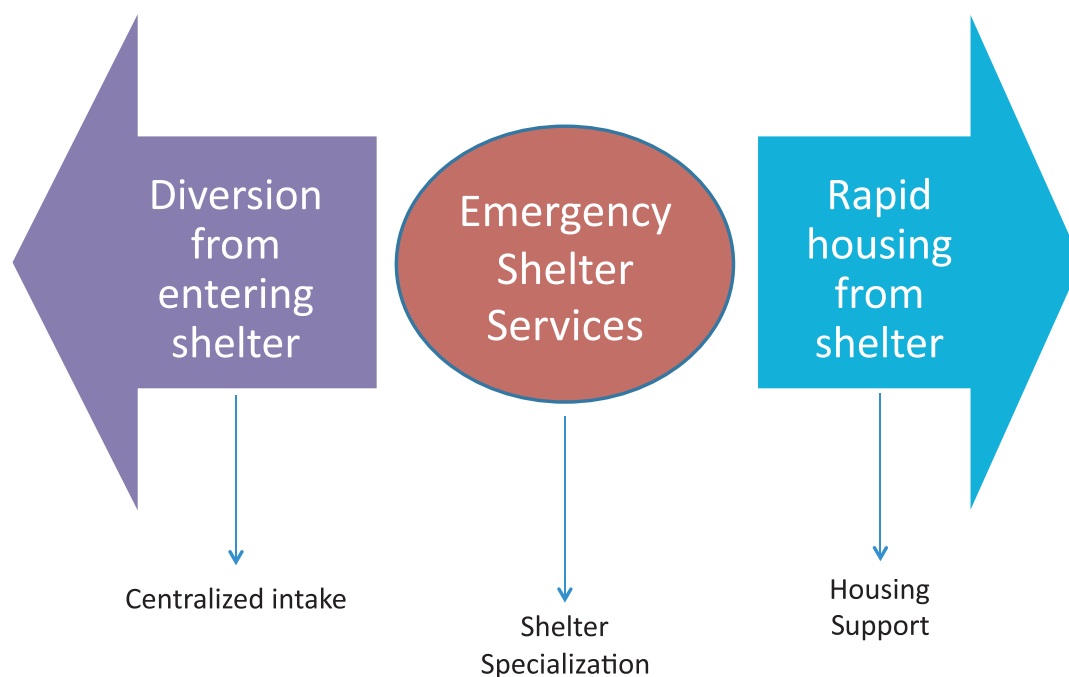 Diversion
from
entering
shelter
Emergency
Shelter
Services
Rapid
housing
from
shelter
Centralized intake
Shelter
Specialization
Housing
Support